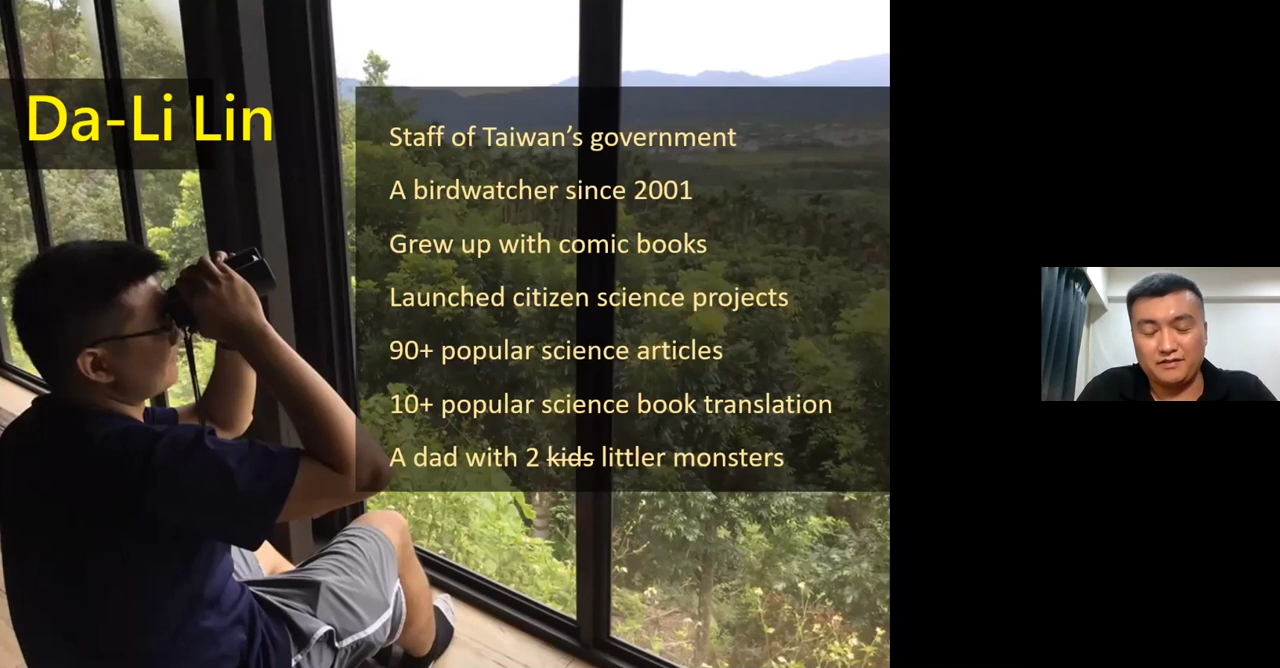 Da-Li Lin
Staff of Taiwan’s government
A birdwatcher since 2001
Grew up with comic books
Launched citizen science projects
90+ popular science articles
10+ popular science book translation
A dad with 2 kids littler monsters